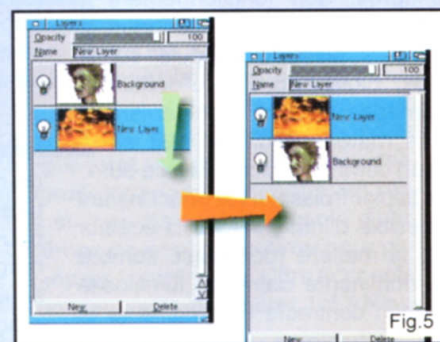 Layers
Opacity 100
Name New Layer
Background
New Layer
New Delete
Layers
Opacity 100
Name New Layer
New Layer
Background
New Delete
Fig.5